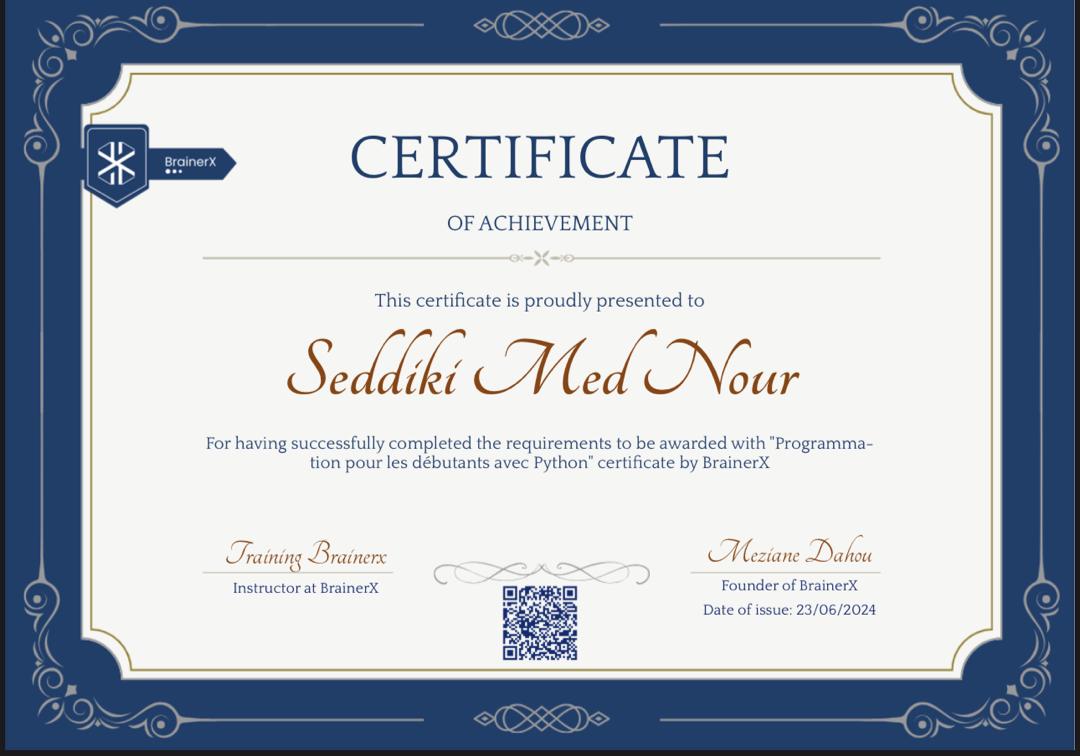 BrainerX
CERTIFICATE
OF ACHIEVEMENT
This certificate is proudly presented to
Seddiki Med Nour
For having successfully completed the requirements to be awarded with "Programma-
tion pour les débutants avec Python" certificate by BrainerX
Training Brainerx
Instructor at BrainerX
Meziane Dahou
Founder of BrainerX
Date of issue: 23/06/2024